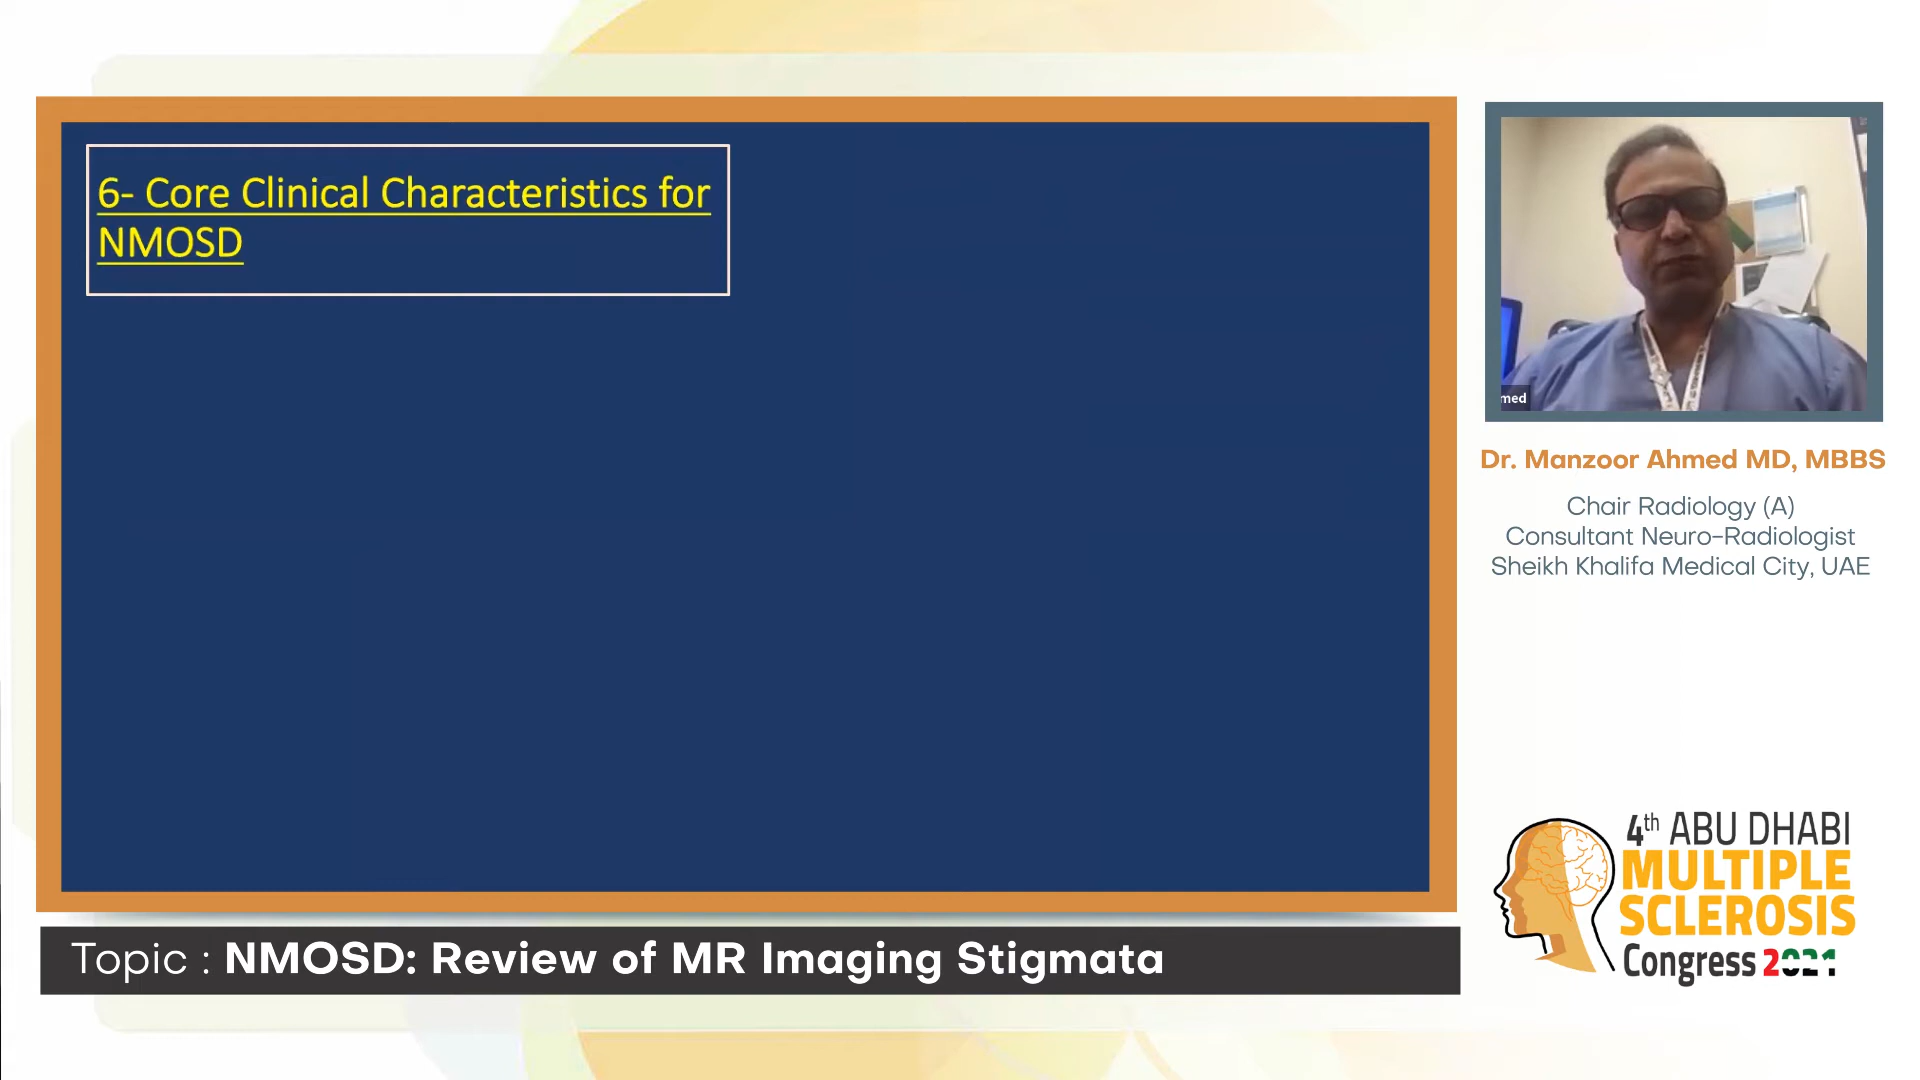 6- Core Clinical Characteristics for
NMOSD
med
Dr. Manzoor Ahmed MD, MBBS
Chair Radiology (A)
Consultant Neuro-Radiologist
Sheikh Khalifa Medical City, UAE
4th ABU DHABI
MULTIPLE
SCLEROSIS
Congress 2021
Topic : NMOSD: Review of MR Imaging Stigmata